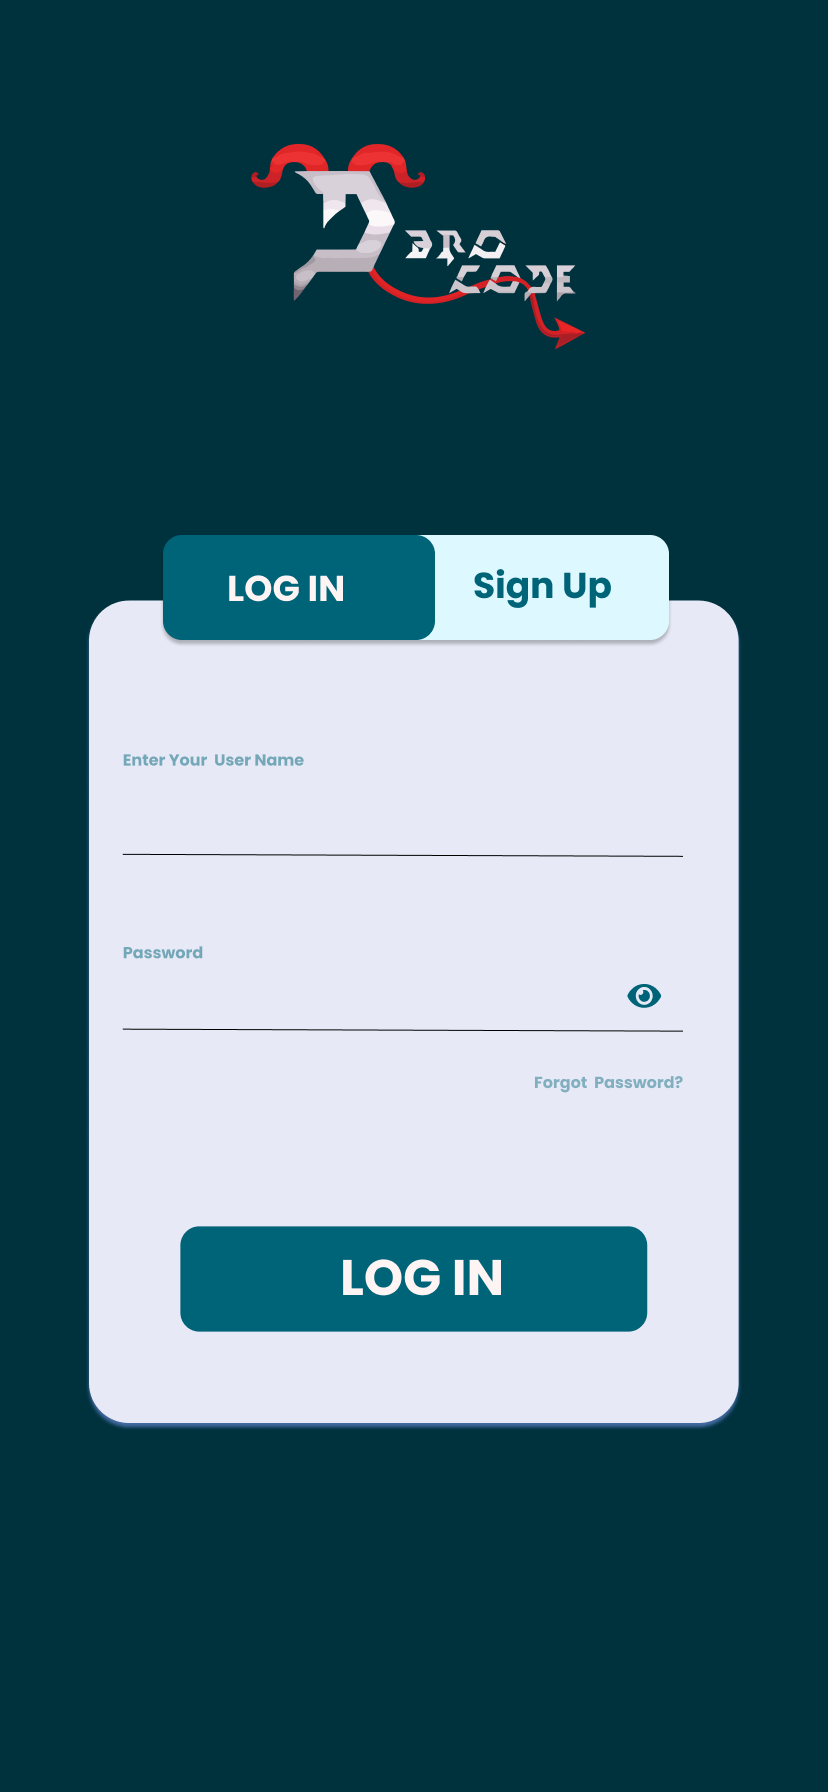 D BRO
CODE
LOG IN
Sign Up
Enter Your User Name
Password
Forgot Password?
LOG IN